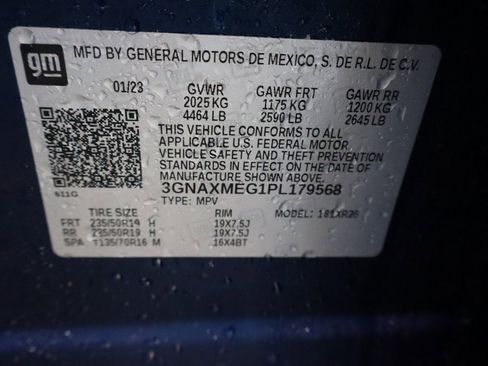 gm
MFD BY GENERAL MOTORS DE MEXICO, S. DE R.L. DE C.V.
01/23 GVWR GAWR FRT GAWR RR
2025 KG 1175 KG 1200 KG
4464 LB 2590 LB 2645 LB
THIS VEHICLE CONFORMS TO ALL
APPLICABLE U.S. FEDERAL MOTOR
VEHICLE SAFETY AND THEFT PREVENTION
STANDARDS IN EFFECT ON THE DATE OF
MANUFACTURE SHOWN ABOVE.
3GNAXMEG1PL179568
611G TYPE: MPV
TIRE SIZE RIM MODEL: 181XR26
FRT 235/50R19 H 19X7.5J
RR 235/50R19 H 19X7.5J
SPA T135/70R16 M 16X4BT